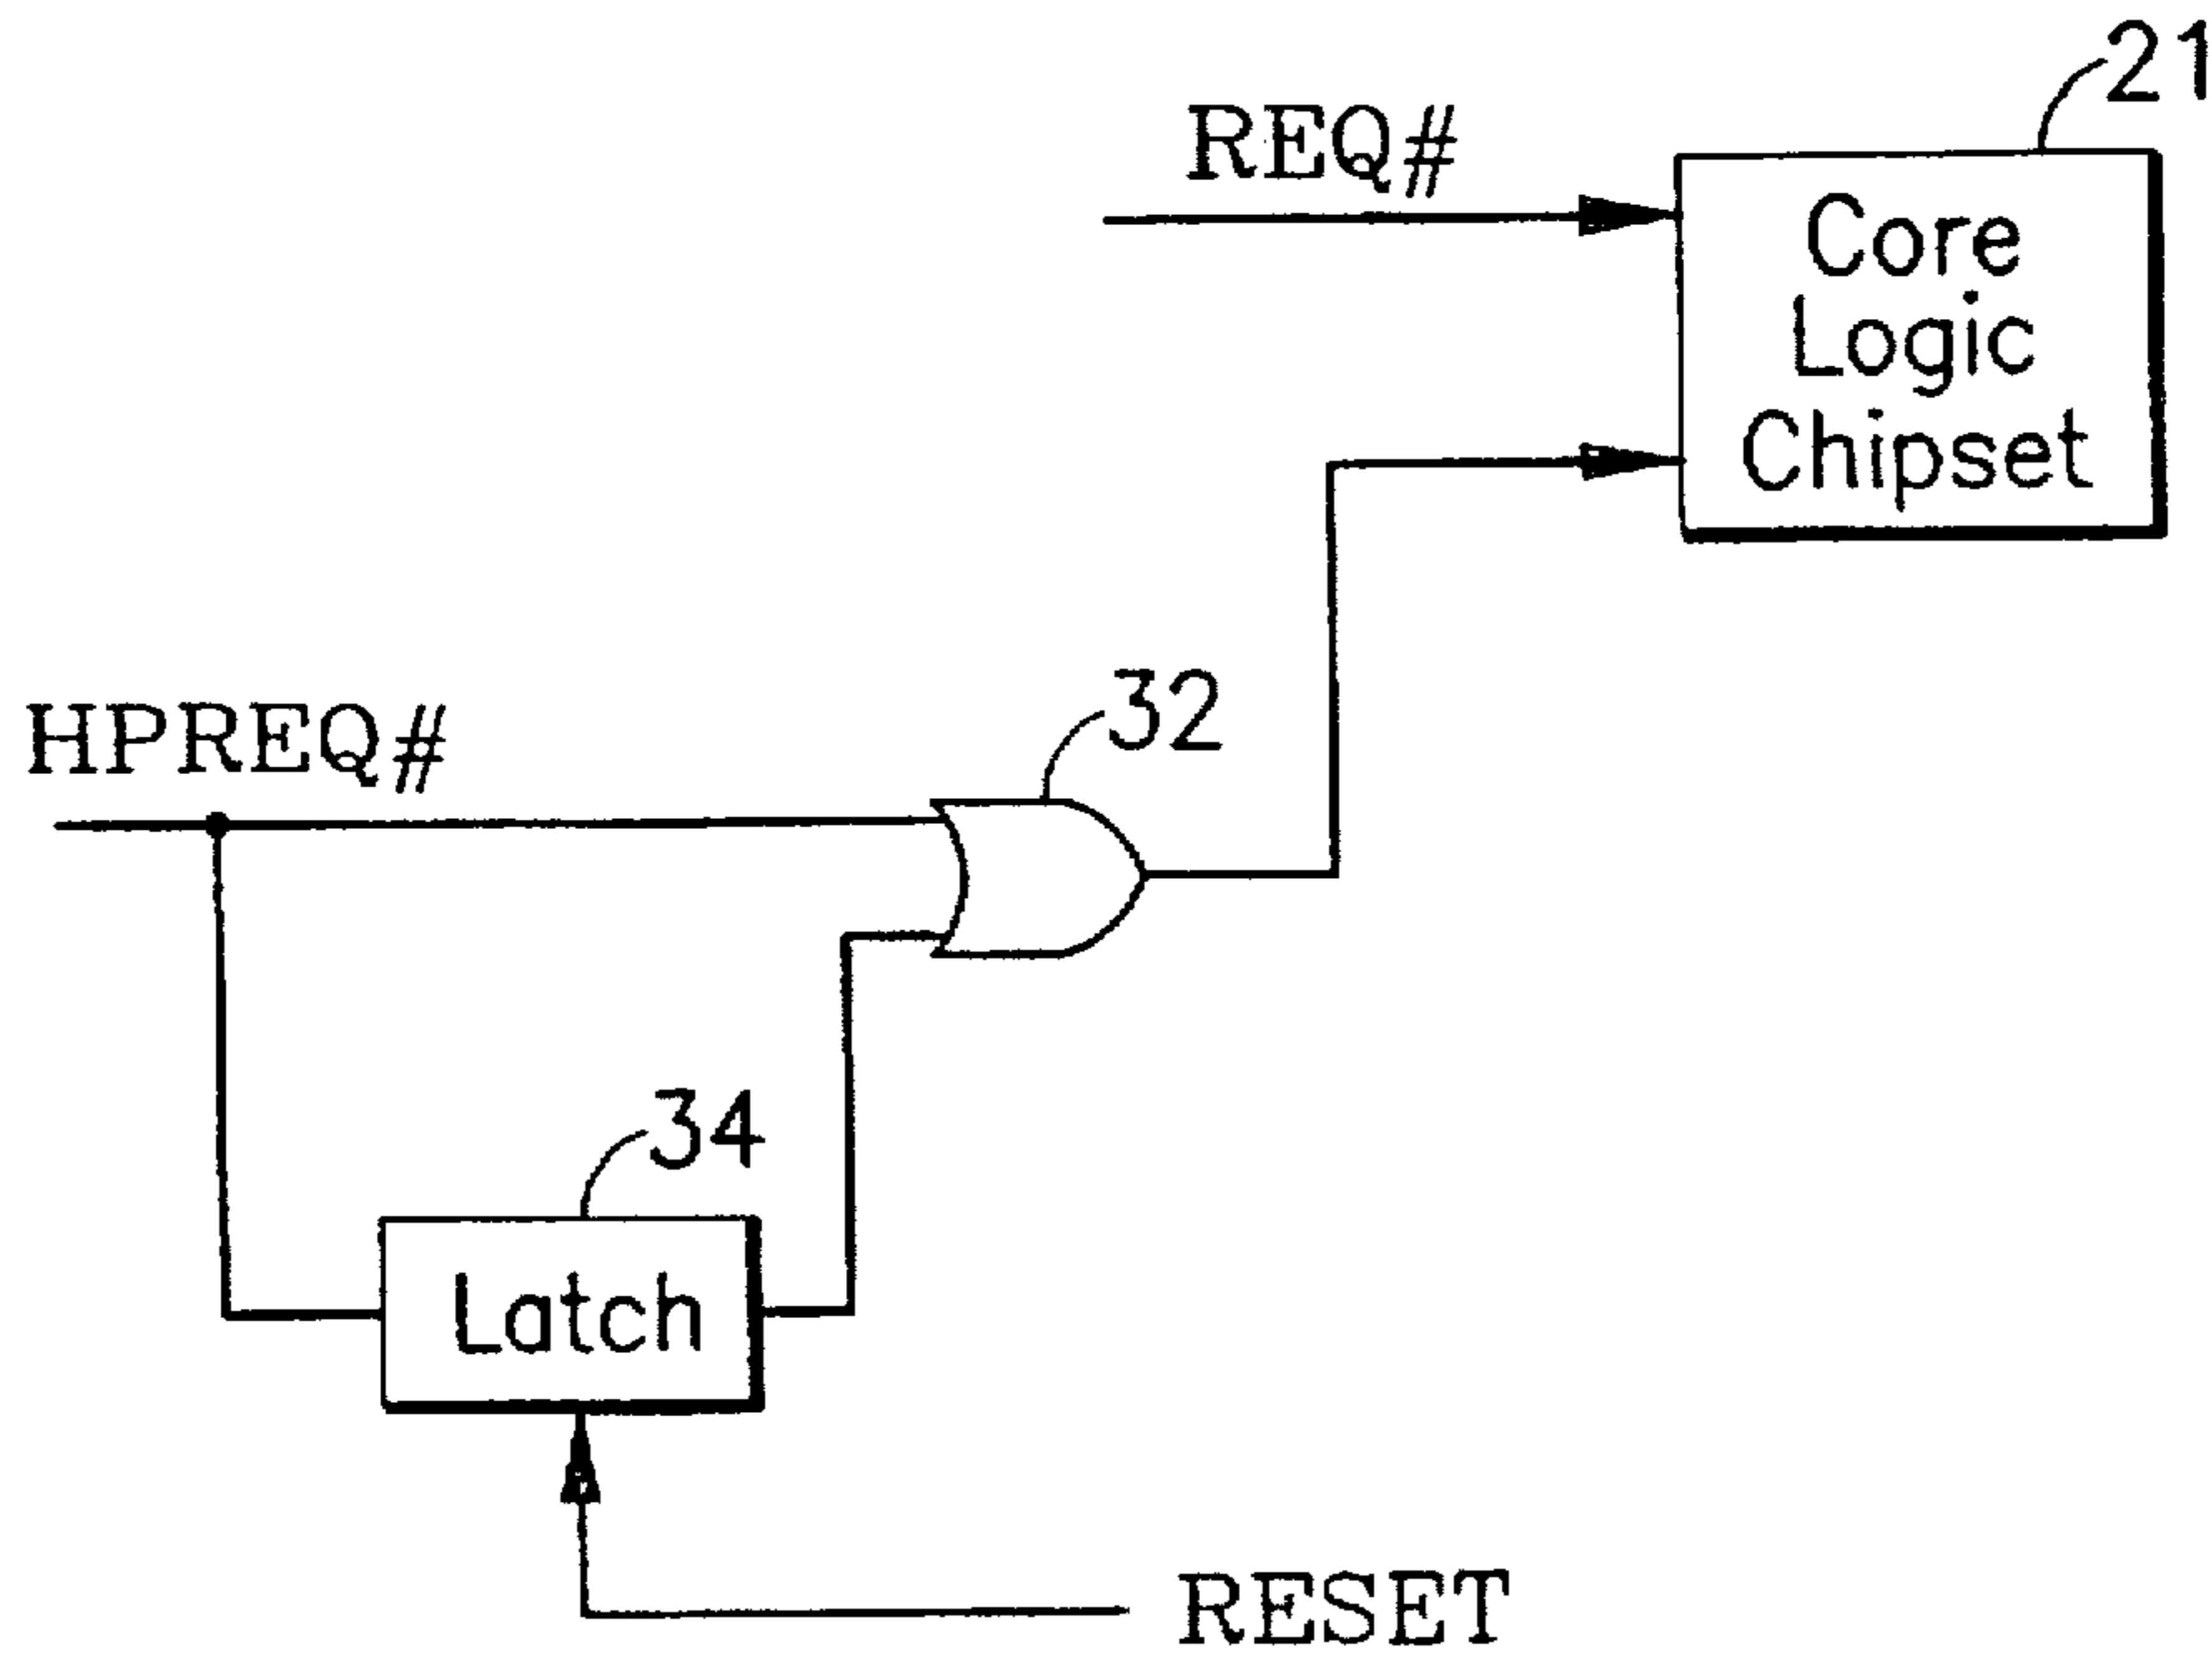 21
REQ#
Core
Logic
Chipset
32
HPREQ#
34
Latch
RESET